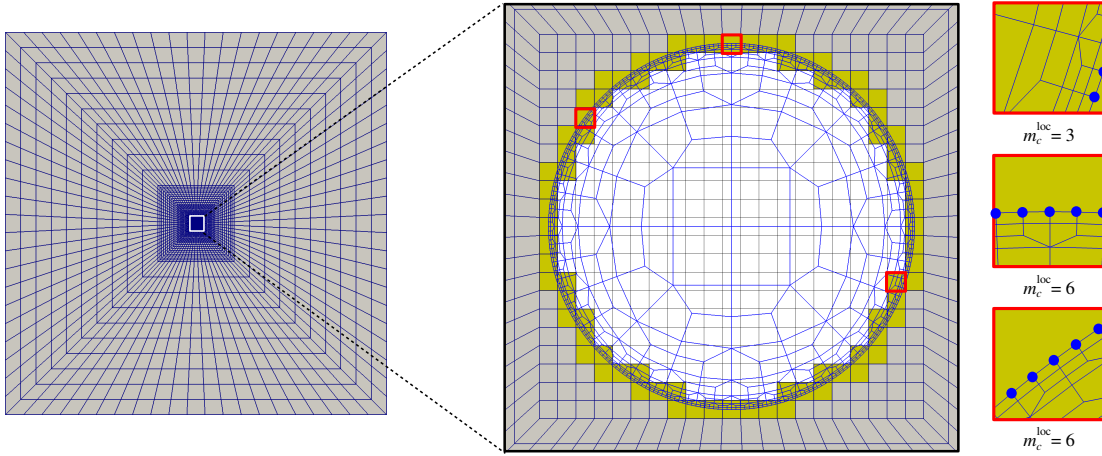 m_c^loc = 3
m_c^loc = 6
m_c^loc = 6